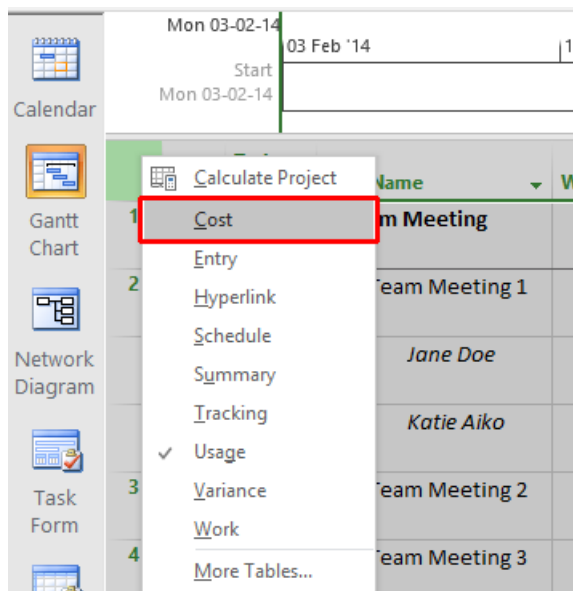 Mon 03-02-14
03 Feb '14
Start
Mon 03-02-14
Calendar
Gantt
Chart
Network
Diagram
Task
Form
Calculate Project
Cost
Entry
Hyperlink
Schedule
Summary
Tracking
Usage
Variance
Work
More Tables...
Name
1
m Meeting
2
Team Meeting 1
Jane Doe
Katie Aiko
3
Team Meeting 2
4
Team Meeting 3